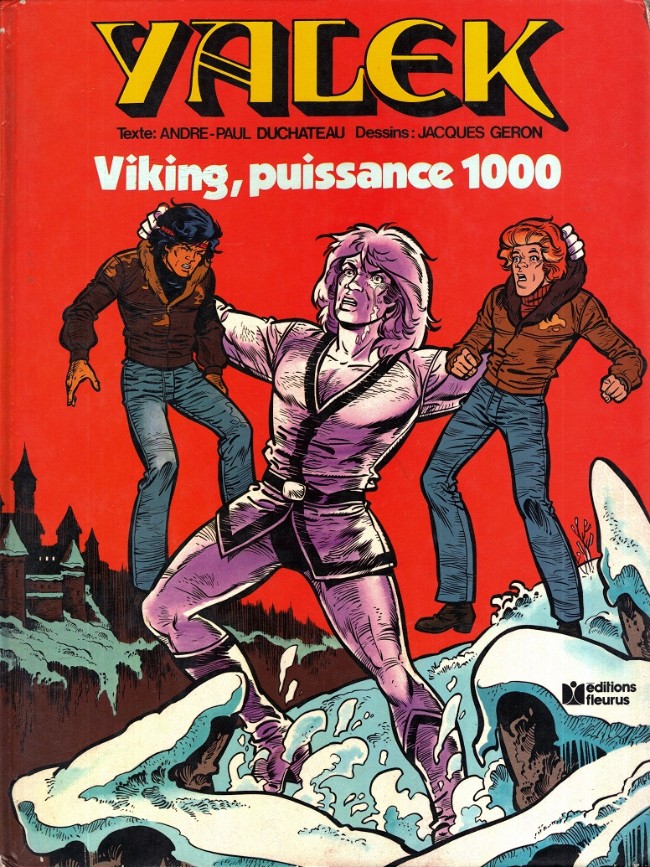 YALEK
Texte: ANDRE-PAUL DUCHATEAU Dessins: JACQUES GERON
Viking, puissance 1000
editions
fleurus